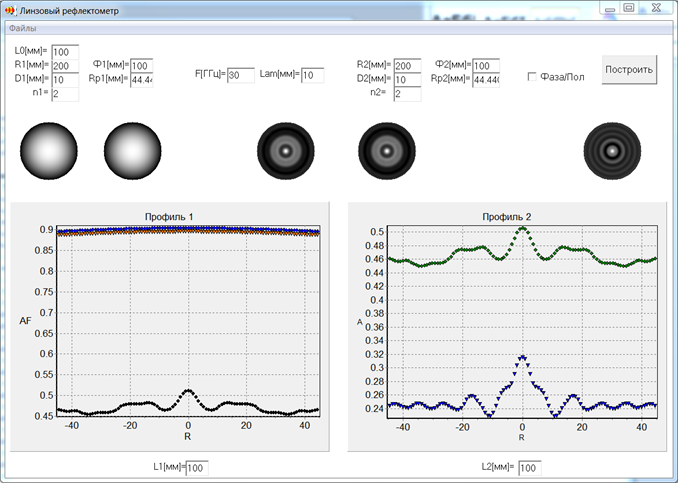 Линзовый рефлектометр
Файлы
L0[мм]= 100
R1[мм]= 200 Ф1[мм]= 100 R2[мм]= 200 Ф2[мм]= 100
D1[мм]= 10 Rp1[мм]= 44.44 F[ГГц]= 30 Lam[мм]= 10 D2[мм]= 10 Rp2[мм]= 44.44 Фаза/Пол Построить
n1= 2 n2= 2
Профиль 1
0.9
0.85
0.8
0.75
0.7
0.65
0.6
0.55
0.5
0.45
AF
-40 -20 0 20 40
R
Профиль 2
0.5
0.48
0.46
0.44
0.42
0.4
0.38
0.36
0.34
0.32
0.3
0.28
0.26
0.24
A
-40 -20 0 20 40
R
L1[мм]= 100 L2[мм]= 100